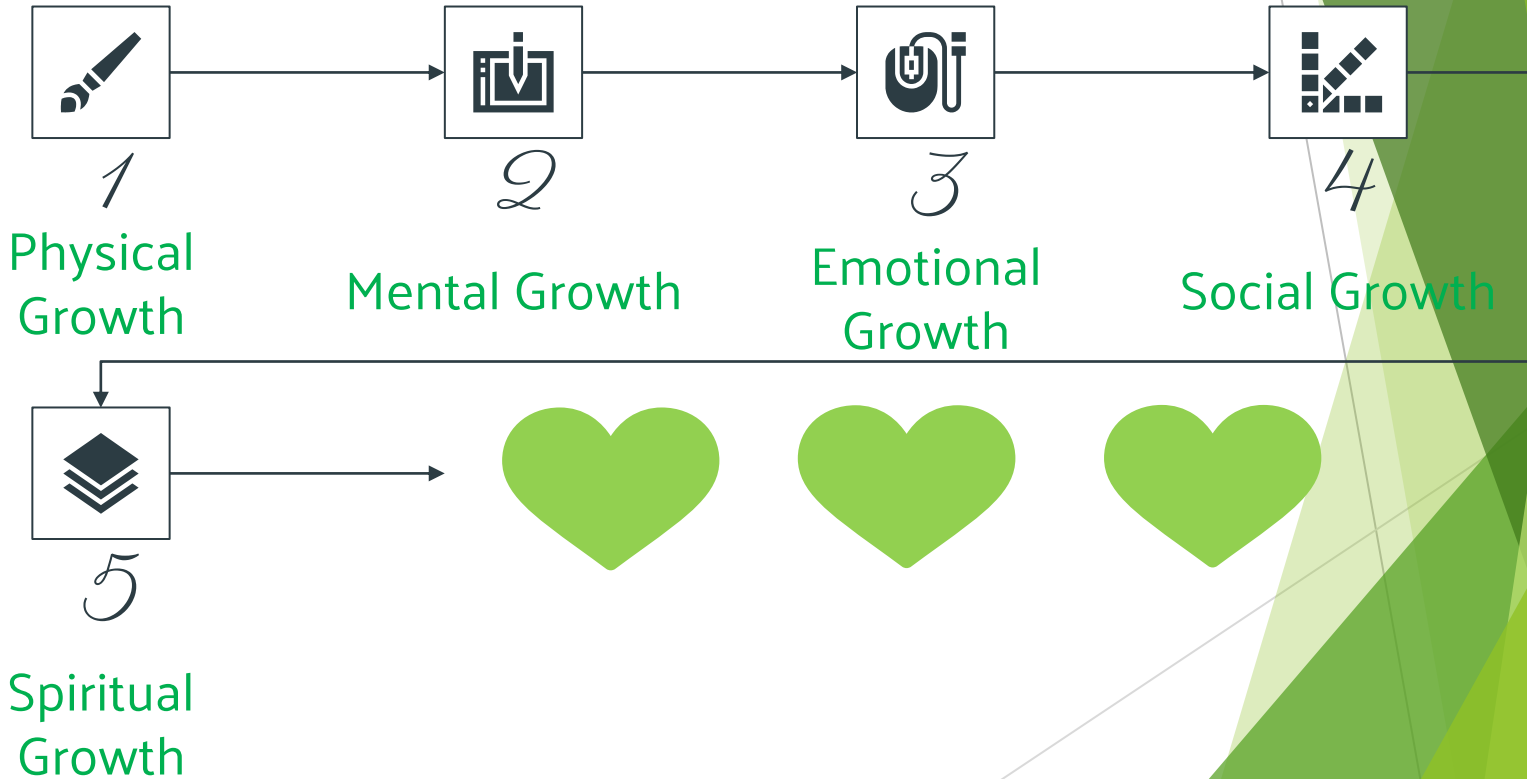 1
2
3
4
Physical
Growth
Mental Growth
Emotional
Growth
Social Growth
5
Spiritual
Growth